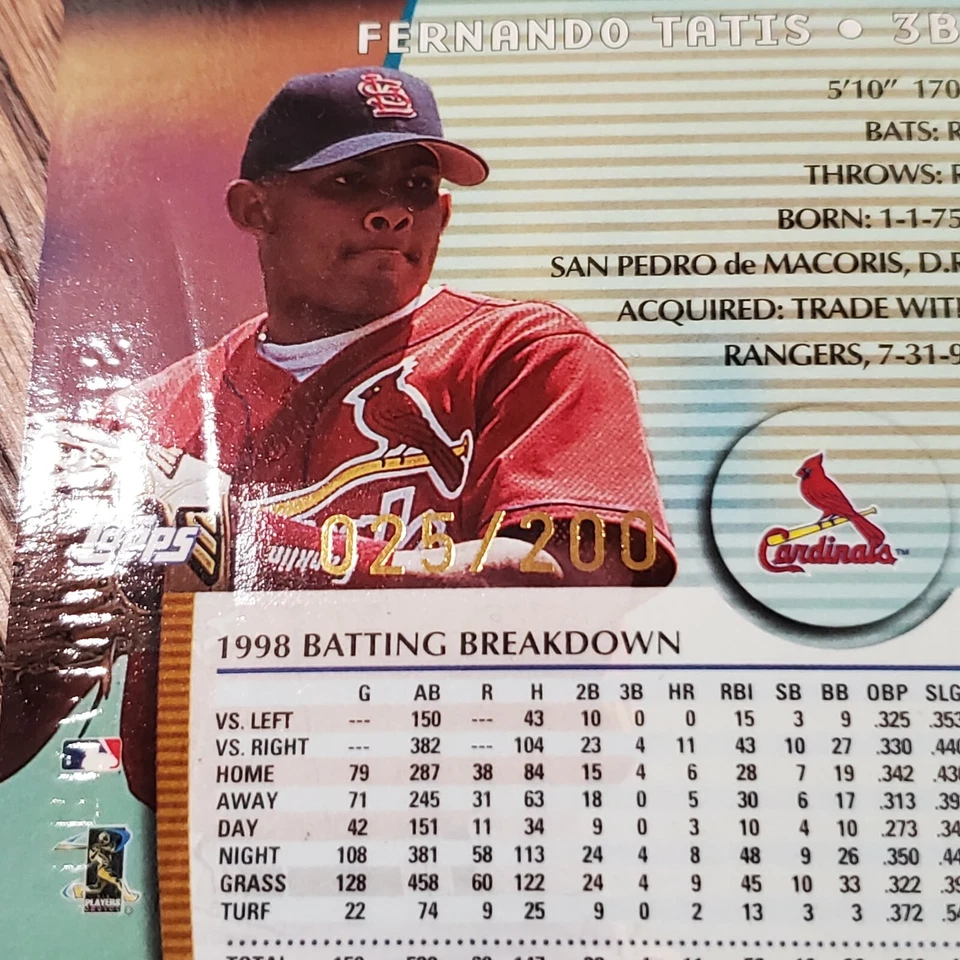 FERNANDO TATIS • 3B
5'10" 170
BATS: R
THROWS: R
BORN: 1-1-75
SAN PEDRO de MACORIS, D.R
ACQUIRED: TRADE WITH
RANGERS, 7-31-9
Topps
025/200
Cardinals™
1998 BATTING BREAKDOWN
G AB R H 2B 3B HR RBI SB BB OBP SLG
VS. LEFT --- 150 --- 43 10 0 0 15 3 9 .325 .353
VS. RIGHT --- 382 --- 104 23 4 11 43 10 27 .330 .440
HOME 79 287 38 84 15 4 6 28 7 19 .342 .430
AWAY 71 245 31 63 18 0 5 30 6 17 .313 .39
DAY 42 151 11 34 9 0 3 10 4 10 .273 .34
NIGHT 108 381 58 113 24 4 8 48 9 26 .350 .44
GRASS 128 458 60 122 24 4 9 45 10 33 .322 .39
TURF 22 74 9 25 9 0 2 13 3 3 .372 .54
PLAYERS